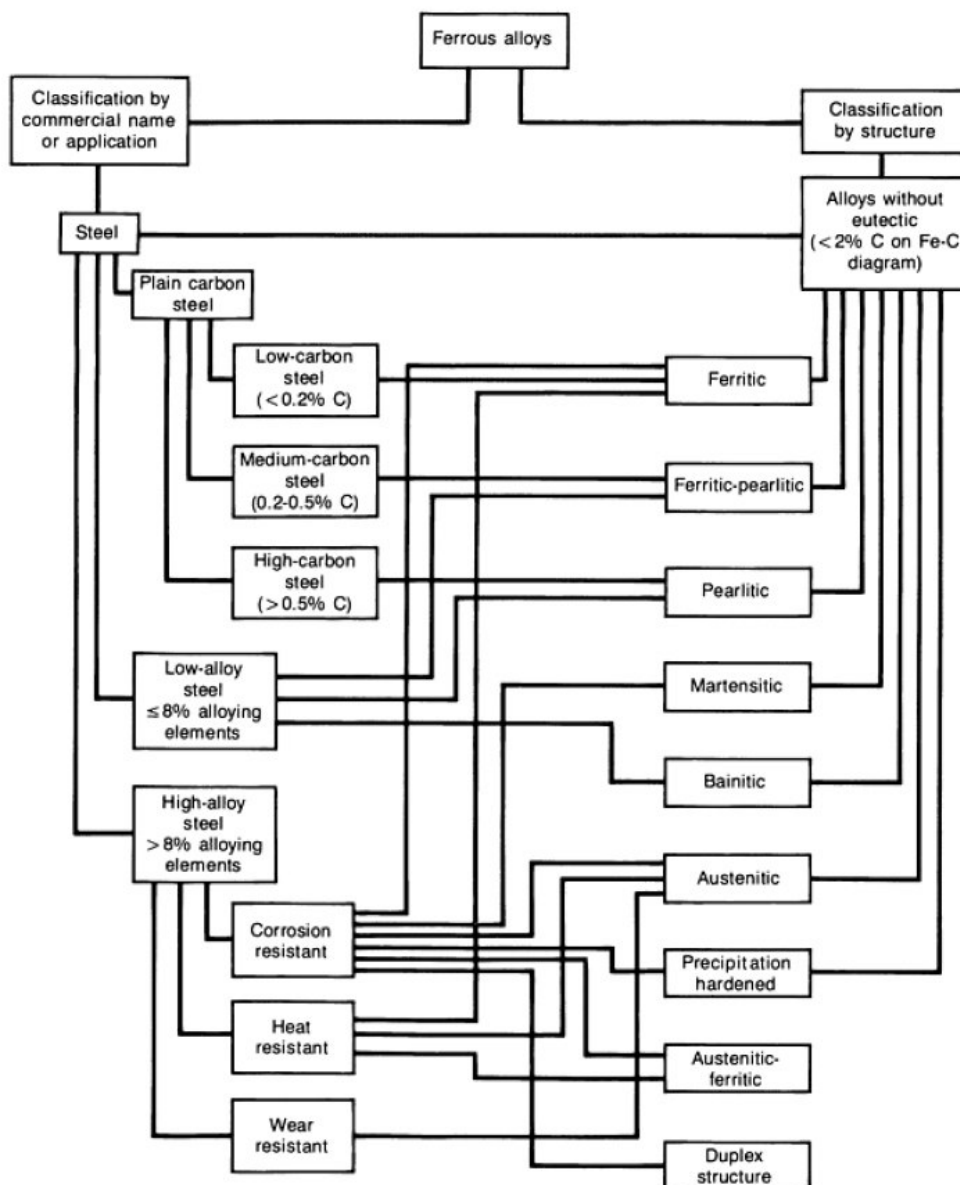 Ferrous alloys
Classification by
commercial name
or application
Classification
by structure
Steel
Alloys without
eutectic
(<2% C on Fe-C
diagram)
Plain carbon
steel
Low-carbon
steel
(<0.2% C)
Ferritic
Medium-carbon
steel
(0.2-0.5% C)
Ferritic-pearlitic
High-carbon
steel
(>0.5% C)
Pearlitic
Low-alloy
steel
≤8% alloying
elements
Martensitic
Bainitic
High-alloy
steel
>8% alloying
elements
Austenitic
Corrosion
resistant
Precipitation
hardened
Heat
resistant
Austenitic-
ferritic
Wear
resistant
Duplex
structure